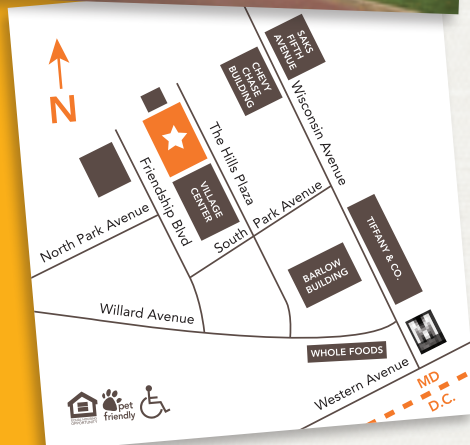 SAKS
FIFTH
AVENUE
CHEVY
CHASE
BUILDING
N
Wisconsin Avenue
The Hills Plaza
Friendship Blvd
VILLAGE
CENTER
North Park Avenue
South Park Avenue
TIFFANY & CO.
BARLOW
BUILDING
Willard Avenue
M
WHOLE FOODS
Western Avenue
MD
D.C.
pet
friendly